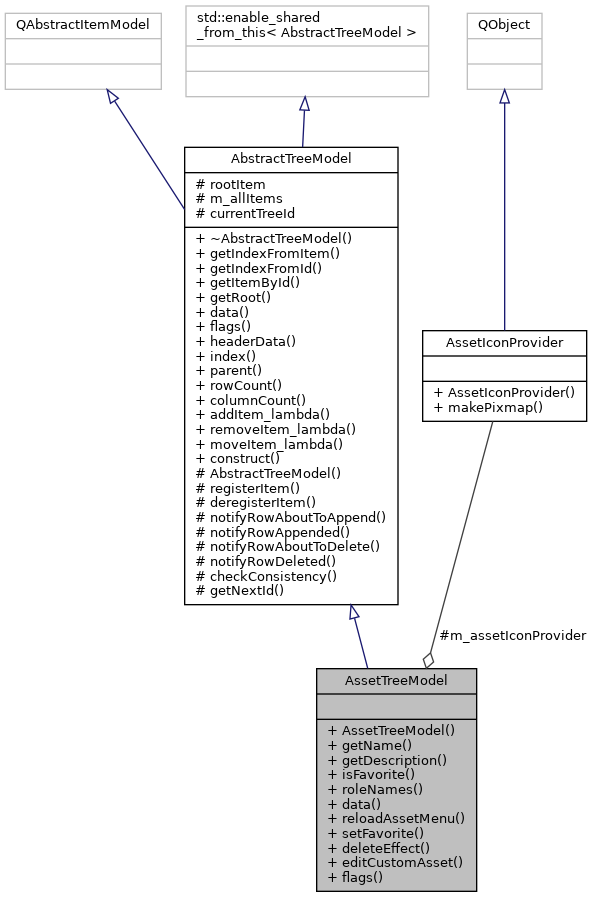 QAbstractItemModel
std::enable_shared
_from_this< AbstractTreeModel >
QObject
AbstractTreeModel
# rootItem
# m_allItems
# currentTreeId
+ ~AbstractTreeModel()
+ getIndexFromItem()
+ getIndexFromId()
+ getItemById()
+ getRoot()
+ data()
+ flags()
+ headerData()
+ index()
+ parent()
+ rowCount()
+ columnCount()
+ addItem_lambda()
+ removeItem_lambda()
+ moveItem_lambda()
+ construct()
# AbstractTreeModel()
# registerItem()
# deregisterItem()
# notifyRowAboutToAppend()
# notifyRowAppended()
# notifyRowAboutToDelete()
# notifyRowDeleted()
# checkConsistency()
# getNextId()
AssetIconProvider
+ AssetIconProvider()
+ makePixmap()
#m_assetIconProvider
AssetTreeModel
+ AssetTreeModel()
+ getName()
+ getDescription()
+ isFavorite()
+ roleNames()
+ data()
+ reloadAssetMenu()
+ setFavorite()
+ deleteEffect()
+ editCustomAsset()
+ flags()